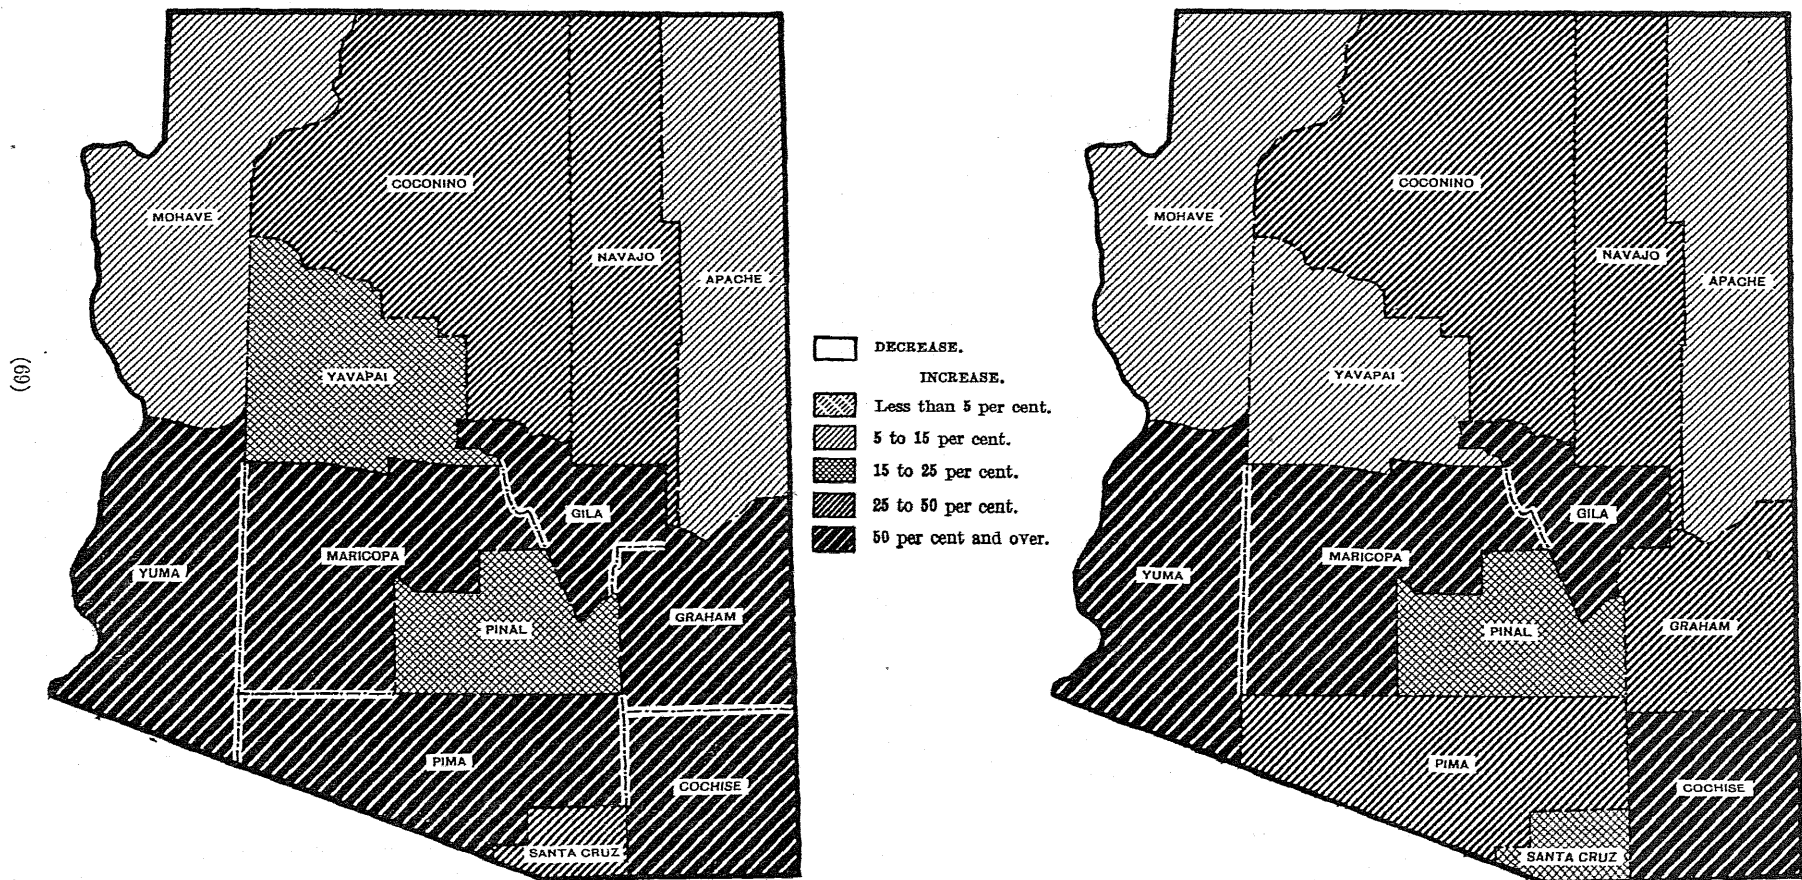 (69)
MOHAVE
COCONINO
NAVAJO
APACHE
YAVAPAI
GILA
MARICOPA
YUMA
PINAL
GRAHAM
PIMA
COCHISE
SANTA CRUZ
DECREASE.
INCREASE.
Less than 5 per cent.
5 to 15 per cent.
15 to 25 per cent.
25 to 50 per cent.
50 per cent and over.
MOHAVE
COCONINO
NAVAJO
APACHE
YAVAPAI
GILA
MARICOPA
YUMA
PINAL
GRAHAM
PIMA
COCHISE
SANTA CRUZ